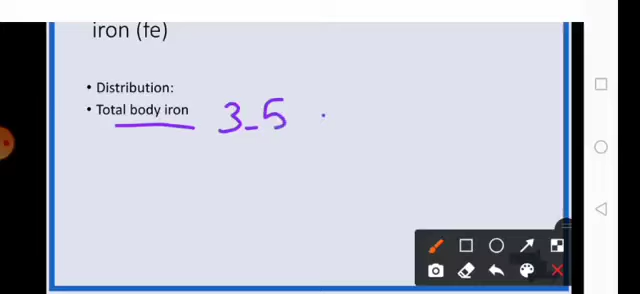 iron (fe)
• Distribution:
• Total body iron 3-5